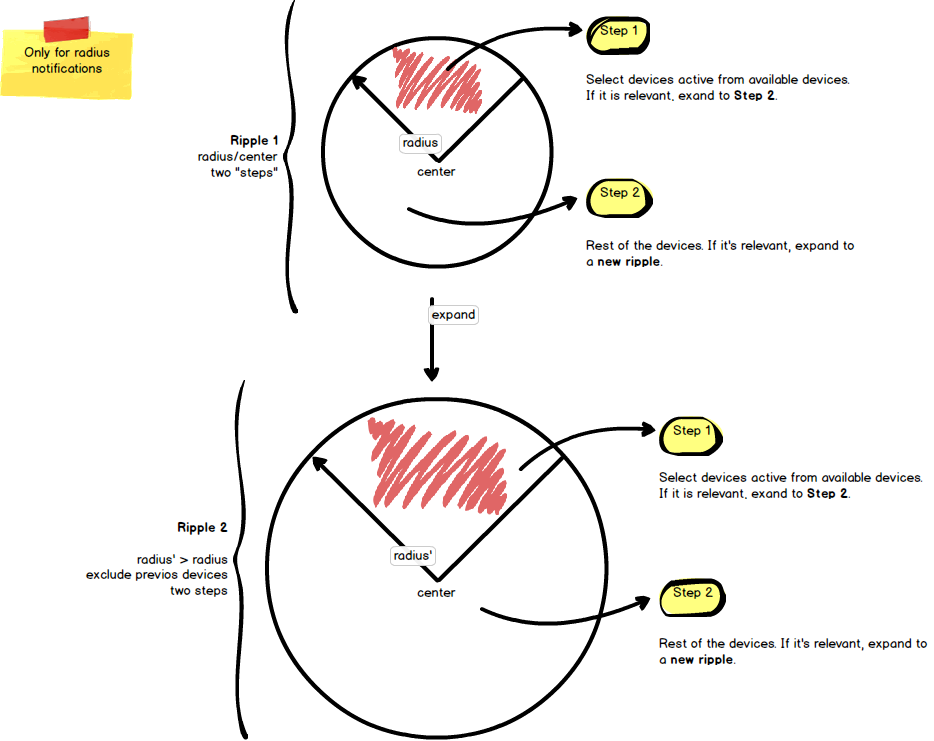 Only for radius
notifications
Step 1
Select devices active from available devices.
If it is relevant, exand to Step 2.
Ripple 1
radius/center
two "steps"
radius
center
Step 2
Rest of the devices. If it's relevant, expand to
a new ripple.
expand
Step 1
Select devices active from available devices.
If it is relevant, exand to Step 2.
Ripple 2
radius' > radius
exclude previos devices
two steps
radius'
center
Step 2
Rest of the devices. If it's relevant, expand to
a new ripple.